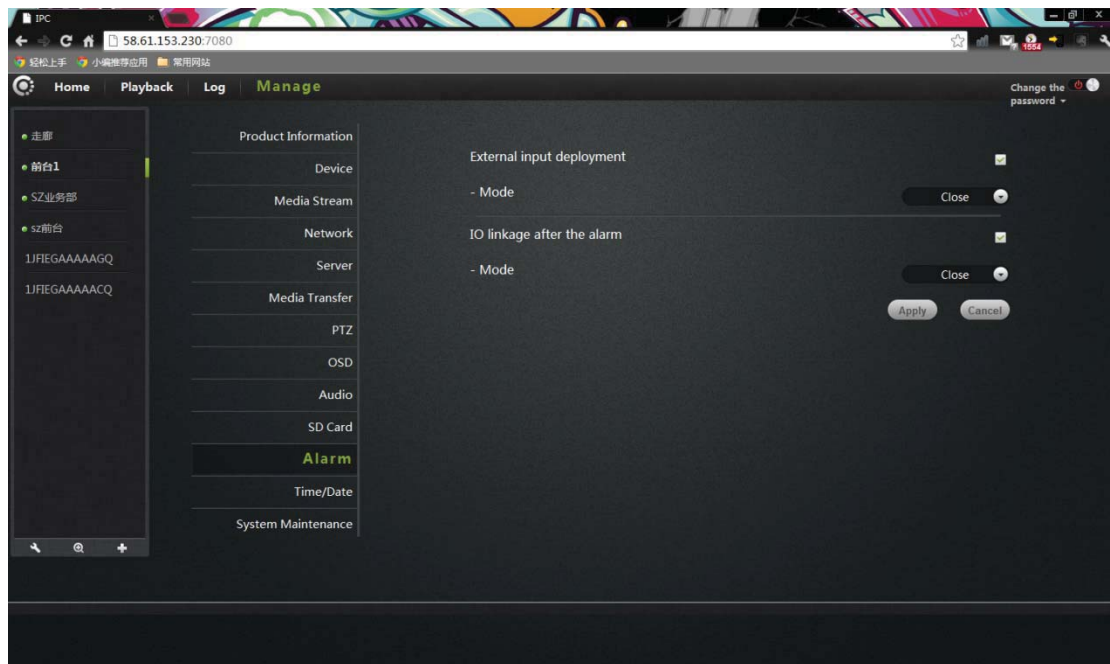 IPC
58.61.153.230:7080
1554
轻松上手 小编推荐应用 常用网站
Home Playback Log Manage
Change the
password
走廊
前台1
SZ业务部
sz前台
1JFIEGAAAAAGQ
1JFIEGAAAAACQ
Product Information
Device
Media Stream
Network
Server
Media Transfer
PTZ
OSD
Audio
SD Card
Alarm
Time/Date
System Maintenance
External input deployment
- Mode Close
IO linkage after the alarm
- Mode Close
Apply Cancel